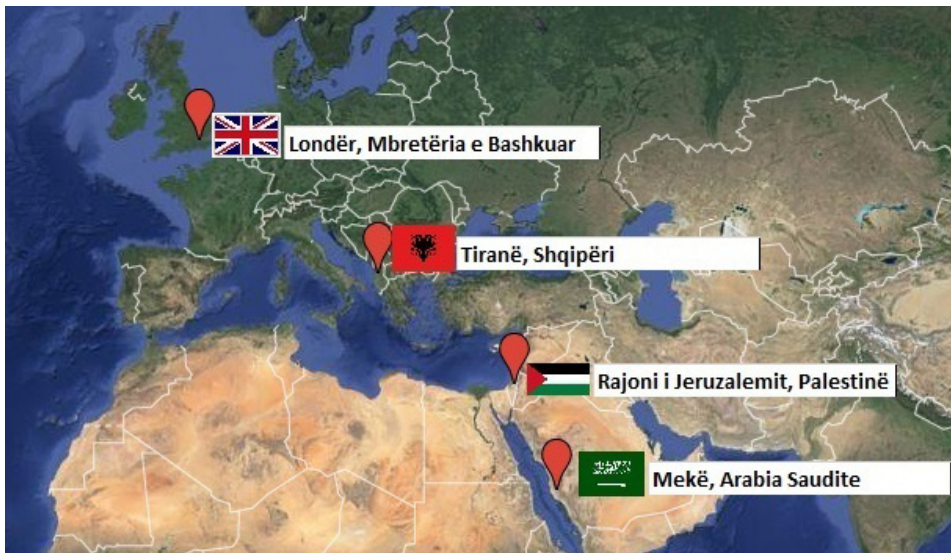 Londër, Mbretëria e Bashkuar
Tiranë, Shqipëri
Rajoni i Jeruzalemit, Palestinë
Mekë, Arabia Saudite